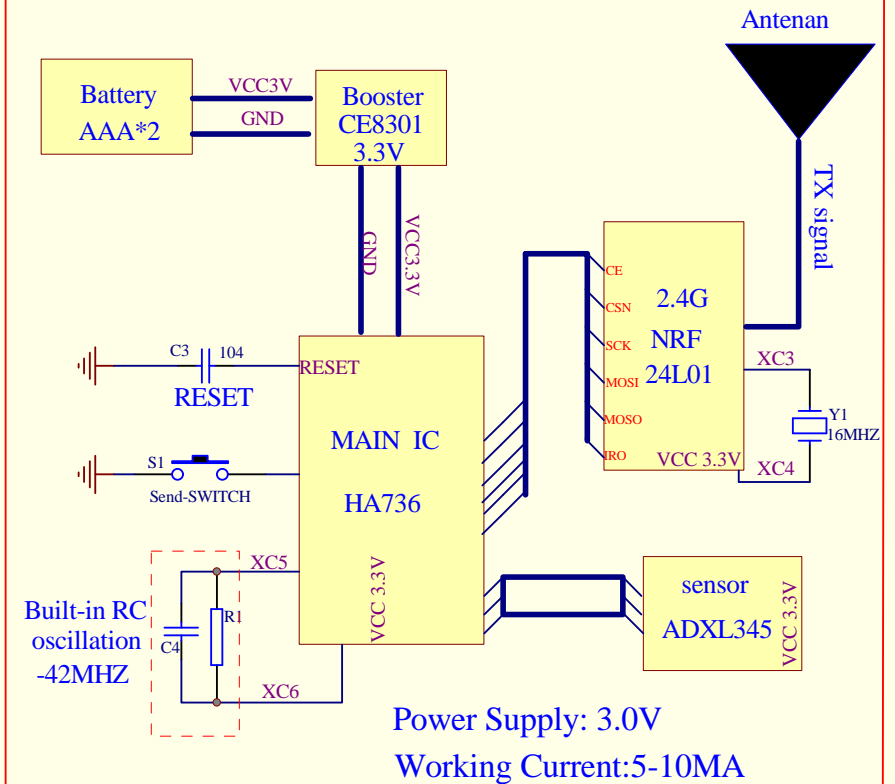 Antenan
Battery
AAA*2
VCC3V
GND
Booster
CE8301
3.3V
GND
VCC3.3V
TX signal
CE
CSN
SCK
MOSI
MOSO
IRO
2.4G
NRF
24L01
VCC 3.3V
XC3
XC4
Y1
16MHZ
C3
104
RESET
RESET
MAIN IC
HA736
VCC 3.3V
S1
Send-SWITCH
XC5
XC6
R1
C4
Built-in RC
oscillation
-42MHZ
sensor
ADXL345
VCC 3.3V
Power Supply: 3.0V
Working Current:5-10MA